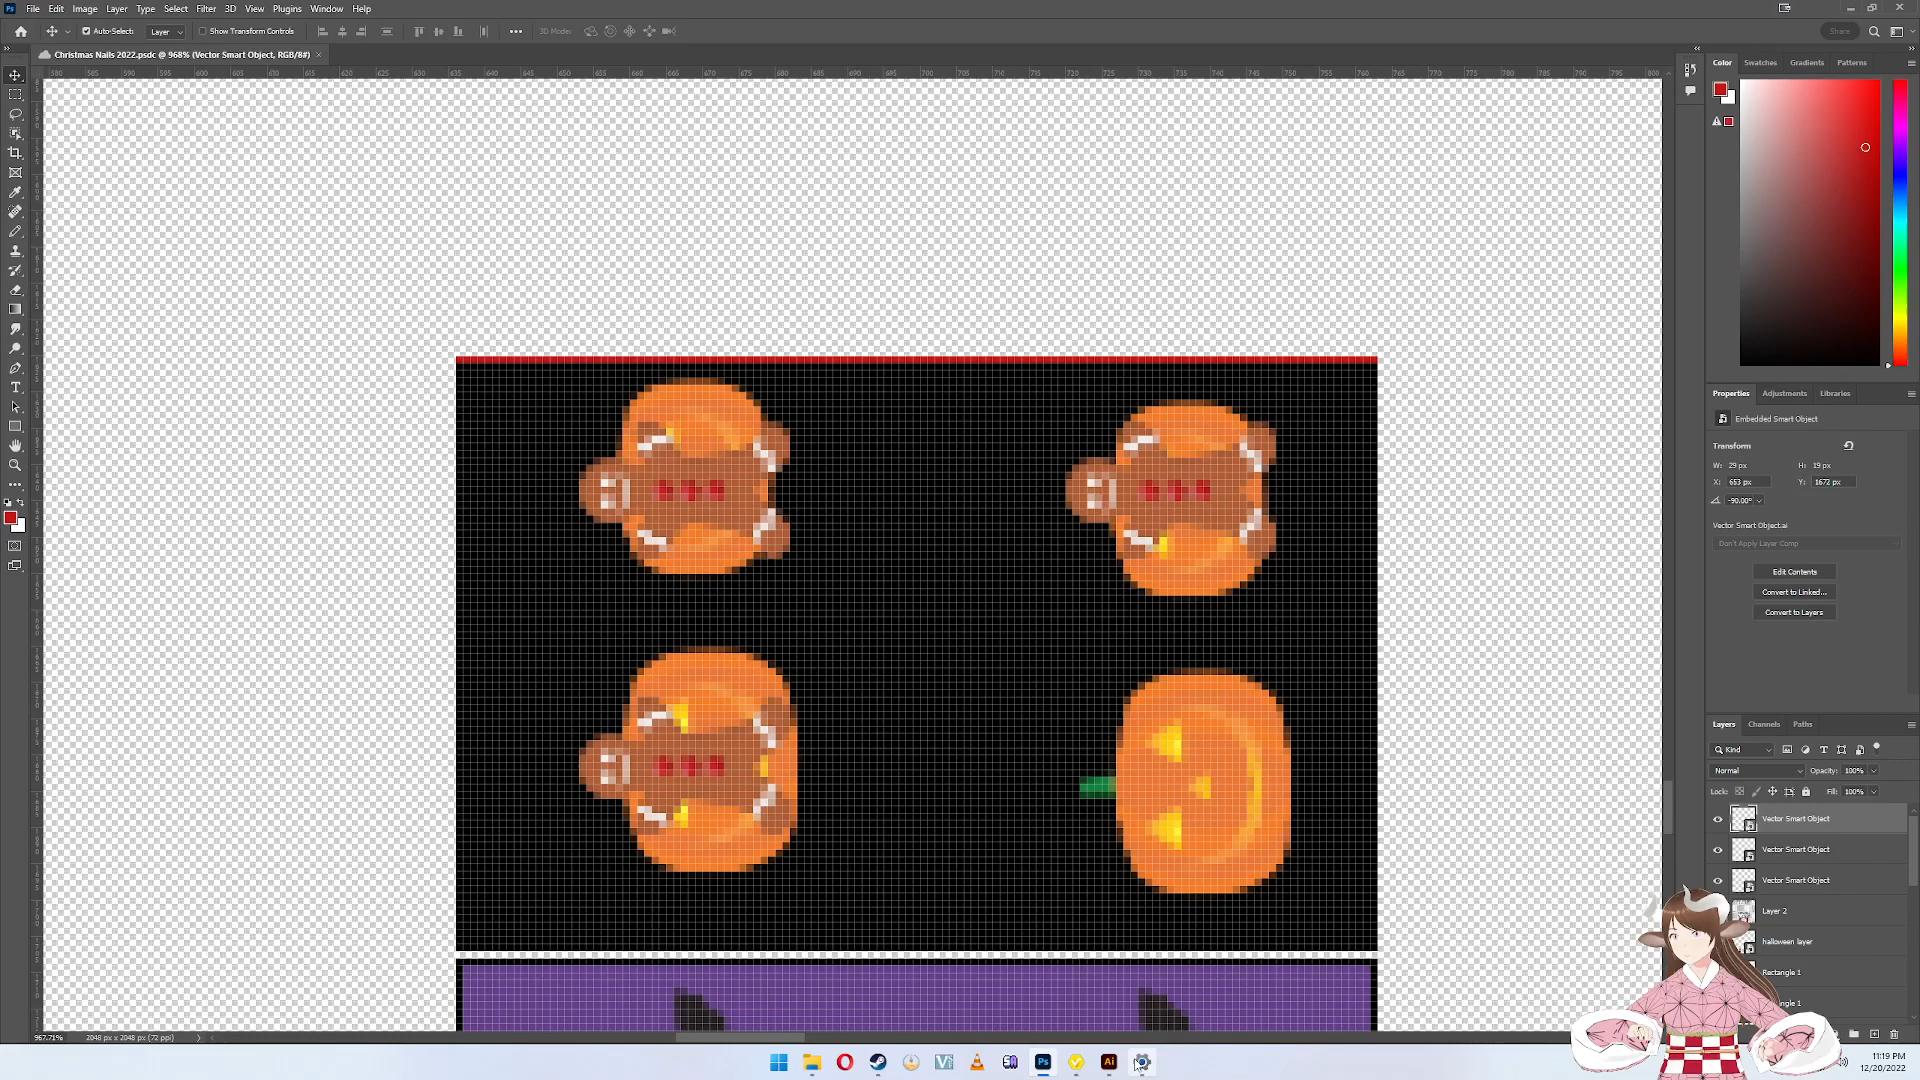 File Edit Image Layer Type Select Filter 3D View Plugins Window Help
Auto-Select: Layer Show Transform Controls 3D Mode: Share
Christmas Nails 2022.psdc @ 968% (Vector Smart Object, RGB/8#)
Color Swatches Gradients Patterns
Properties Adjustments Libraries
Embedded Smart Object
Transform
W: 29 px H: 19 px
X: 653 px Y: 1672 px
-90.00°
Vector Smart Object.ai
Don't Apply Layer Comp
Edit Contents
Convert to Linked...
Convert to Layers
Layers Channels Paths
Kind
Normal Opacity: 100%
Lock: Fill: 100%
Vector Smart Object
Vector Smart Object
Vector Smart Object
Layer 2
halloween layer
Rectangle 1
967.71% 2048 px x 2048 px (72 ppi)
Ps Ai
11:19 PM
12/20/2022